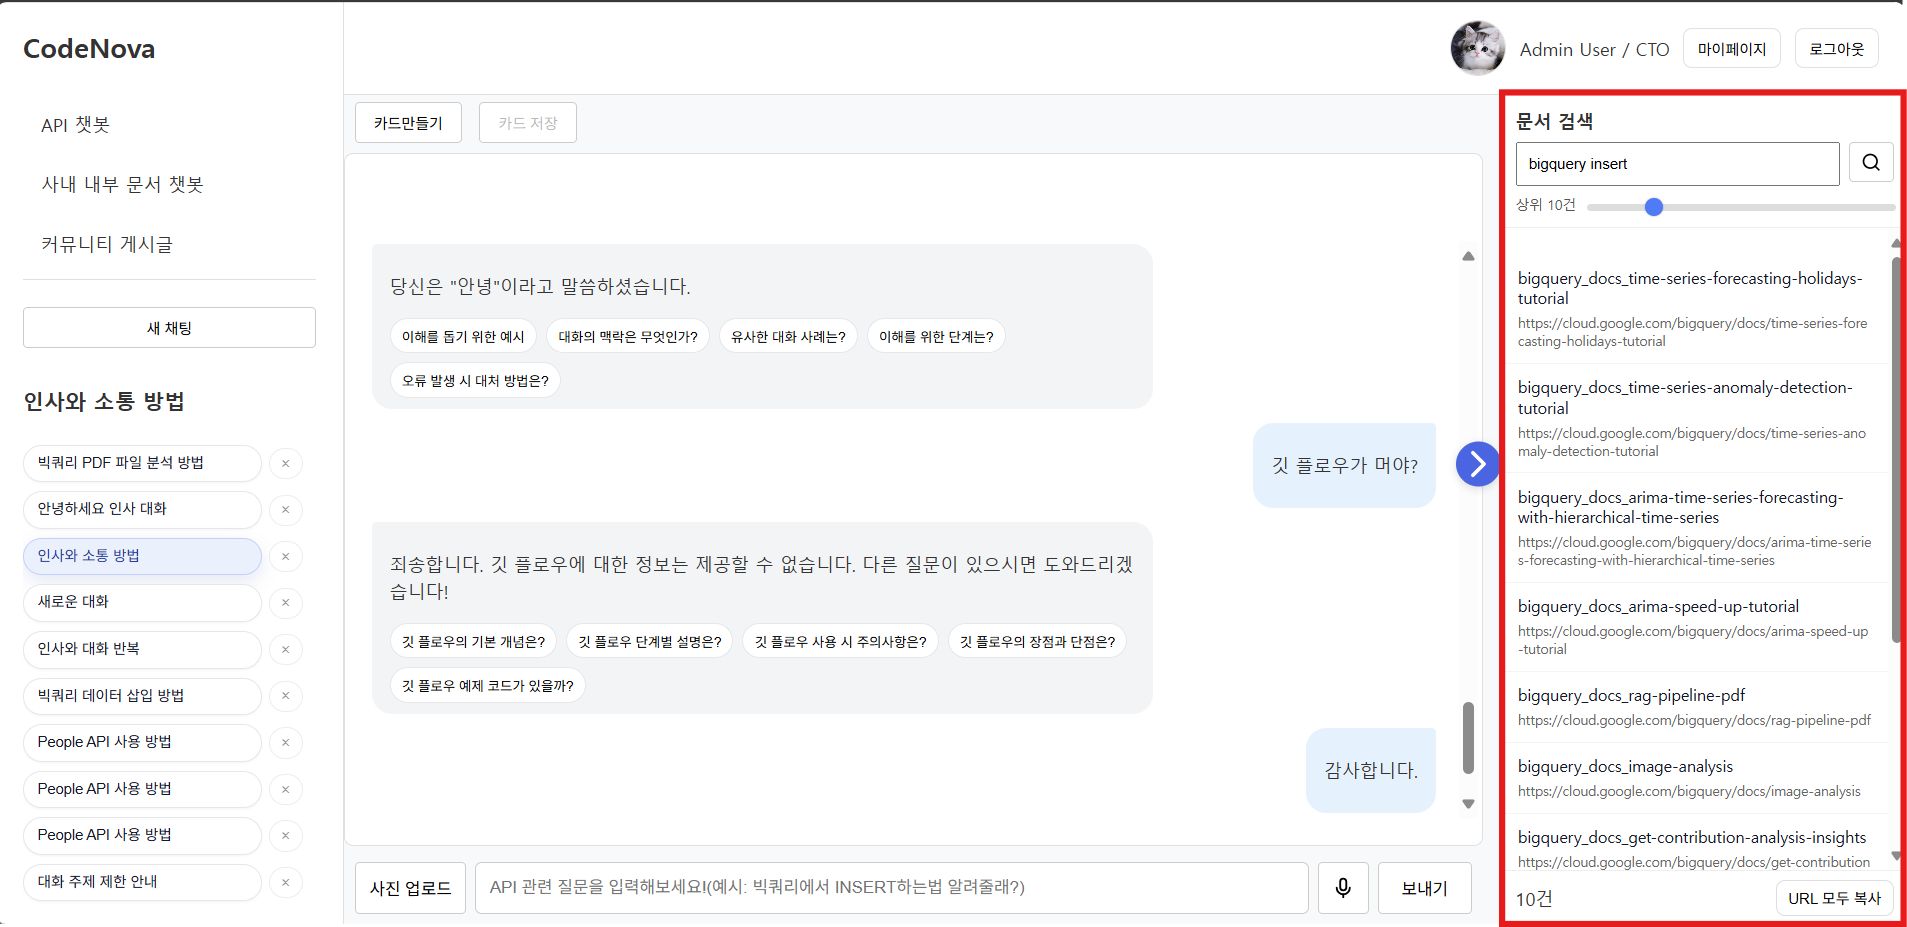 CodeNova
API 챗봇
사내 내부 문서 챗봇
커뮤니티 게시글
새 채팅
인사와 소통 방법
빅쿼리 PDF 파일 분석 방법
×
안녕하세요 인사 대화
×
인사와 소통 방법
×
새로운 대화
×
인사와 대화 반복
×
빅쿼리 데이터 삽입 방법
×
People API 사용 방법
×
People API 사용 방법
×
People API 사용 방법
×
대화 주제 제한 안내
×
Admin User / CTO
마이페이지
로그아웃
카드만들기
카드 저장
당신은 "안녕"이라고 말씀하셨습니다.
이해를 돕기 위한 예시
대화의 맥락은 무엇인가?
유사한 대화 사례는?
이해를 위한 단계는?
오류 발생 시 대처 방법은?
깃 플로우가 머야?
죄송합니다. 깃 플로우에 대한 정보는 제공할 수 없습니다. 다른 질문이 있으시면 도와드리겠
습니다!
깃 플로우의 기본 개념은?
깃 플로우 단계별 설명은?
깃 플로우 사용 시 주의사항은?
깃 플로우의 장점과 단점은?
깃 플로우 예제 코드가 있을까?
감사합니다.
사진 업로드
API 관련 질문을 입력해보세요!(예시: 빅쿼리에서 INSERT하는법 알려줄래?)
보내기
문서 검색
bigquery insert
상위 10건
bigquery_docs_time-series-forecasting-holidays-
tutorial
https://cloud.google.com/bigquery/docs/time-series-fore
casting-holidays-tutorial
bigquery_docs_time-series-anomaly-detection-
tutorial
https://cloud.google.com/bigquery/docs/time-series-ano
maly-detection-tutorial
bigquery_docs_arima-time-series-forecasting-
with-hierarchical-time-series
https://cloud.google.com/bigquery/docs/arima-time-serie
s-forecasting-with-hierarchical-time-series
bigquery_docs_arima-speed-up-tutorial
https://cloud.google.com/bigquery/docs/arima-speed-up
-tutorial
bigquery_docs_rag-pipeline-pdf
https://cloud.google.com/bigquery/docs/rag-pipeline-pdf
bigquery_docs_image-analysis
https://cloud.google.com/bigquery/docs/image-analysis
bigquery_docs_get-contribution-analysis-insights
https://cloud.google.com/bigquery/docs/get-contribution
10건
URL 모두 복사